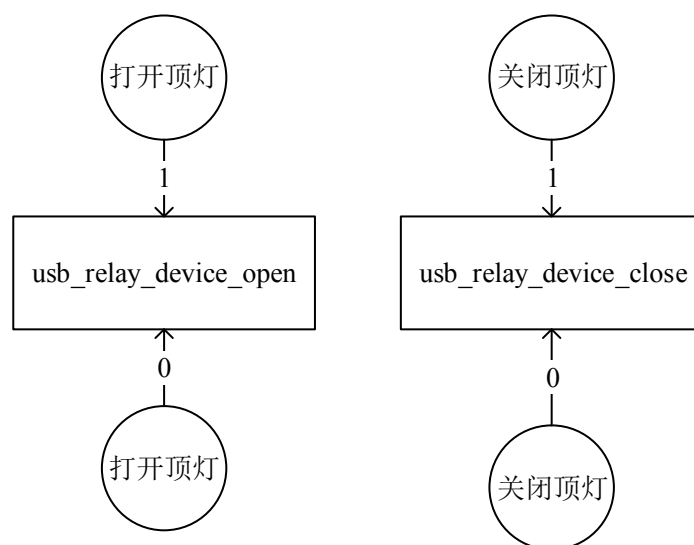 打开顶灯
关闭顶灯
1
1
usb_relay_device_open
usb_relay_device_close
0
0
打开顶灯
关闭顶灯